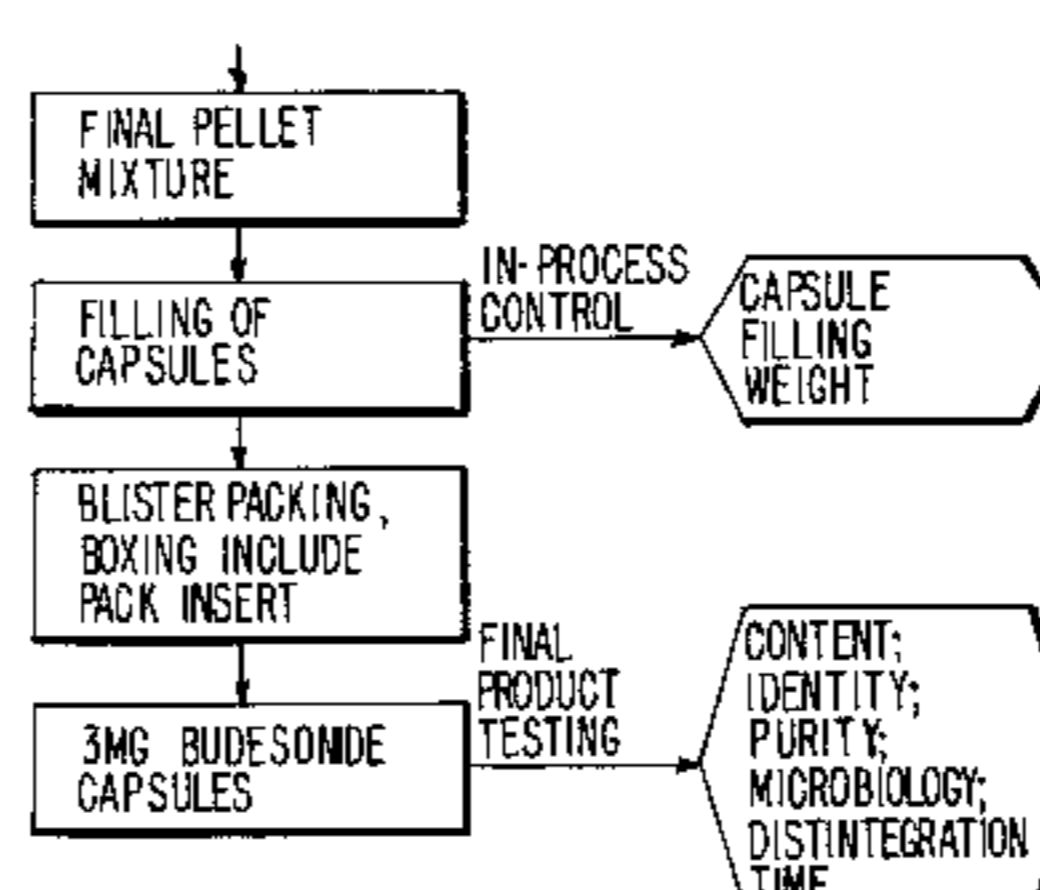 FINAL PELLET
MIXTURE
FILLING OF
CAPSULES
IN-PROCESS
CONTROL
CAPSULE
FILLING
WEIGHT
BLISTER PACKING,
BOXING INCLUDE
PACK INSERT
3MG BUDESONIDE
CAPSULES
FINAL
PRODUCT
TESTING
CONTENT;
IDENTITY;
PURITY;
MICROBIOLOGY;
DISTINTEGRATION
TIME